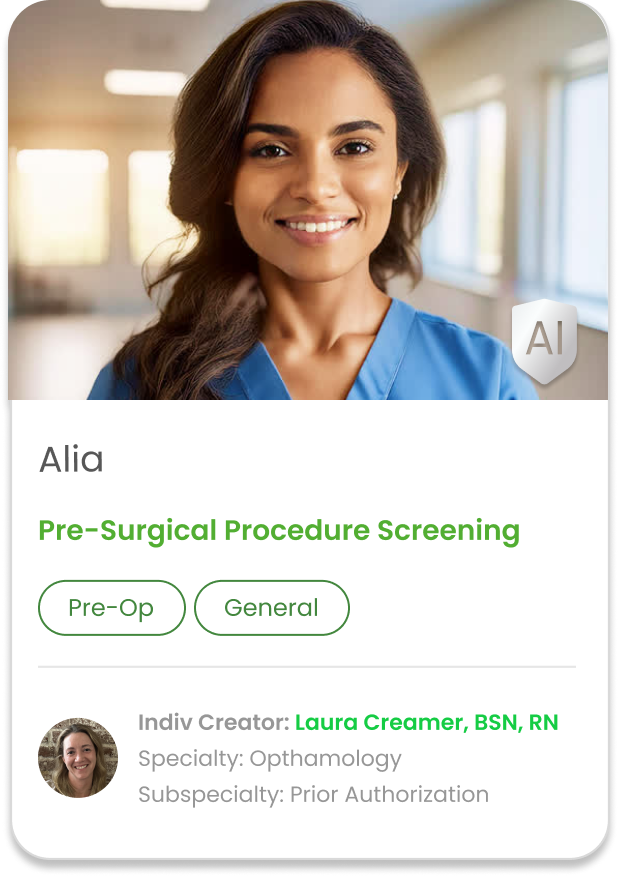 AI
Alia
Pre-Surgical Procedure Screening
Pre-Op General
Indiv Creator: Laura Creamer, BSN, RN
Specialty: Opthamology
Subspecialty: Prior Authorization